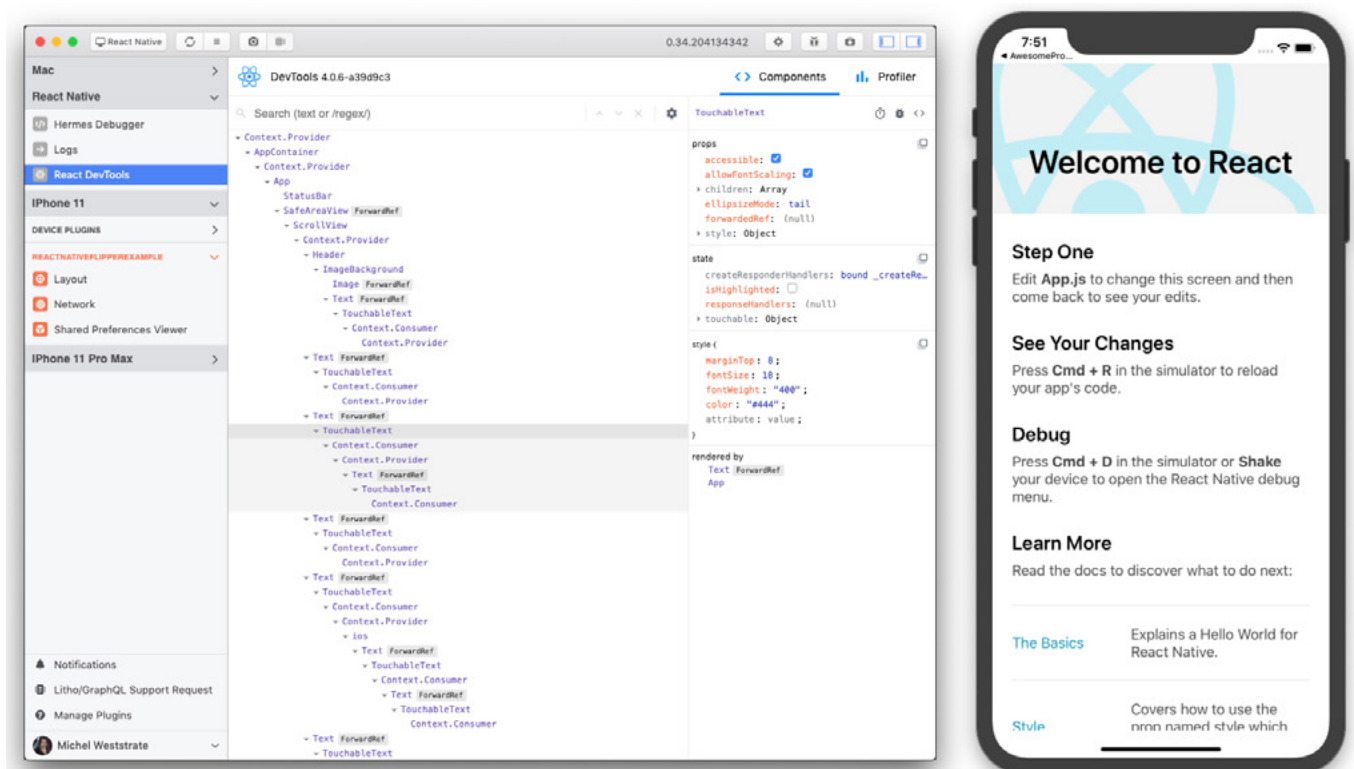 React Native
0.34.204134342
Mac
React Native
Hermes Debugger
Logs
React DevTools
IPhone 11
DEVICE PLUGINS
REACTNATIVEFLIPPEREXAMPLE
Layout
Network
Shared Preferences Viewer
IPhone 11 Pro Max
Notifications
Litho/GraphQL Support Request
Manage Plugins
Michel Weststrate
DevTools 4.0.6-a39d9c3
Components
Profiler
Search (text or /regex/)
Context.Provider
AppContainer
Context.Provider
App
StatusBar
SafeAreaView ForwardRef
ScrollView
Context.Provider
Header
ImageBackground
Image ForwardRef
Text ForwardRef
TouchableText
Context.Consumer
Context.Provider
Text ForwardRef
TouchableText
Context.Consumer
Context.Provider
Text ForwardRef
TouchableText
Context.Consumer
Context.Provider
Text ForwardRef
TouchableText
Context.Consumer
Text ForwardRef
TouchableText
Context.Consumer
Context.Provider
Text ForwardRef
TouchableText
Context.Consumer
Context.Provider
ios
Text ForwardRef
TouchableText
Context.Consumer
Text ForwardRef
TouchableText
Context.Consumer
Text ForwardRef
TouchableText
TouchableText
props
accessible:
allowFontScaling:
children: Array
ellipsizeMode: tail
forwardedRef: (null)
style: Object
state
createResponderHandlers: bound _createRe…
isHighlighted:
responseHandlers: (null)
touchable: Object
style {
marginTop: 8;
fontSize: 18;
fontWeight: "400";
color: "#444";
attribute: value;
}
rendered by
Text ForwardRef
App
7:51
AwesomePro...
Welcome to React
Step One
Edit App.js to change this screen and then
come back to see your edits.
See Your Changes
Press Cmd + R in the simulator to reload
your app's code.
Debug
Press Cmd + D in the simulator or Shake
your device to open the React Native debug
menu.
Learn More
Read the docs to discover what to do next:
The Basics
Explains a Hello World for
React Native.
Style
Covers how to use the
prop named style which